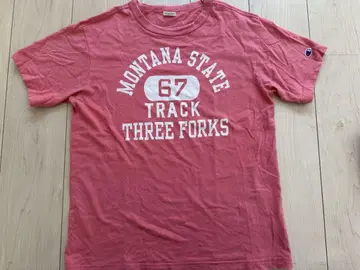 MONTANA STATE
67
TRACK
THREE FORKS